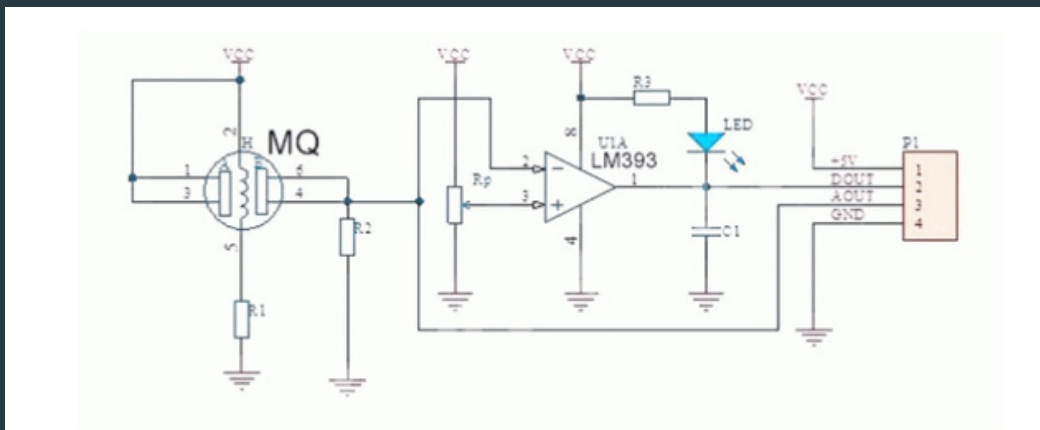 VCC
VCC
VCC
R3
VCC
2
H
MQ
8
U1A
LM393
LED
P1
1
6
3
4
2
3
1
+5V
1
DOUT
2
AOUT
3
GND
4
Rp
R2
4
C1
5
R1